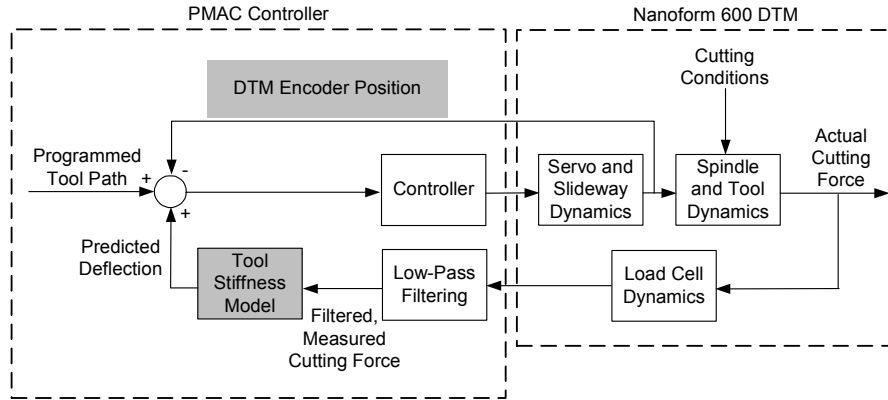 PMAC Controller
Nanoform 600 DTM
DTM Encoder Position
Cutting
Conditions
Programmed
Tool Path
+
-
+
Controller
Servo and
Slideway
Dynamics
Spindle
and Tool
Dynamics
Actual
Cutting
Force
Predicted
Deflection
Tool
Stiffness
Model
Low-Pass
Filtering
Load Cell
Dynamics
Filtered,
Measured
Cutting Force